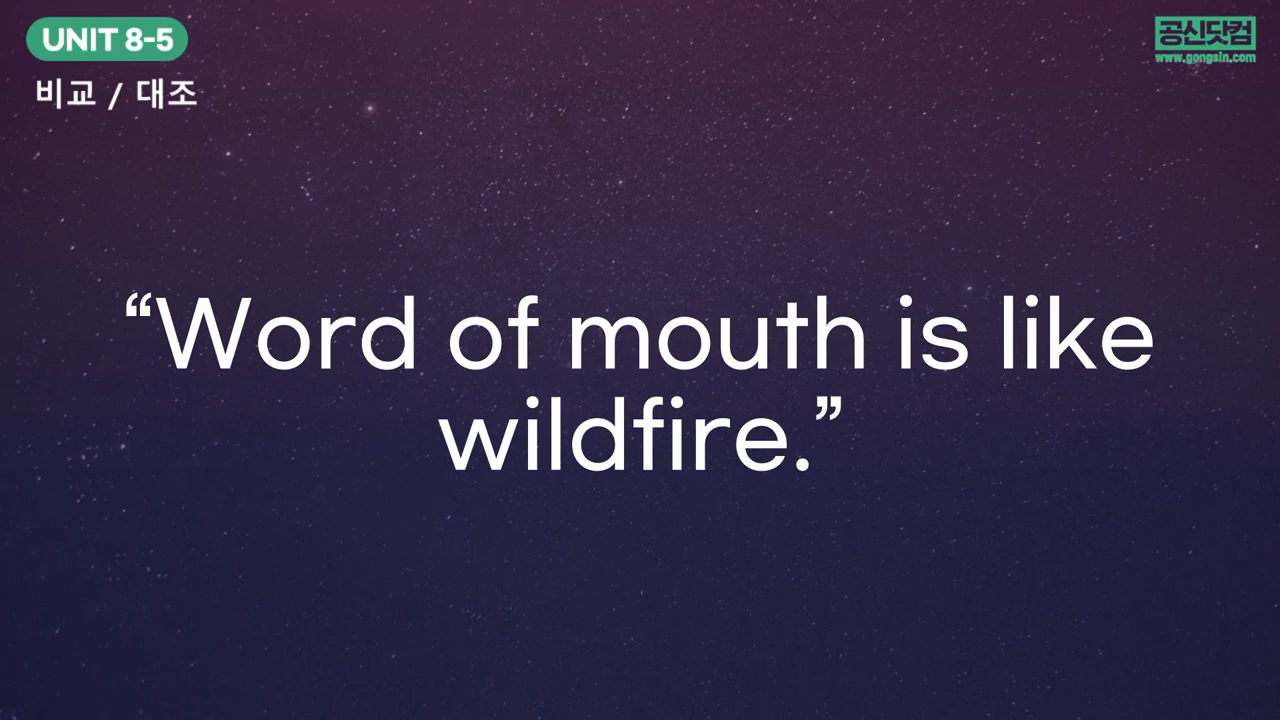 UNIT 8-5
비교 / 대조
공신닷컴
www.gongsin.com
“Word of mouth is like
wildfire.”